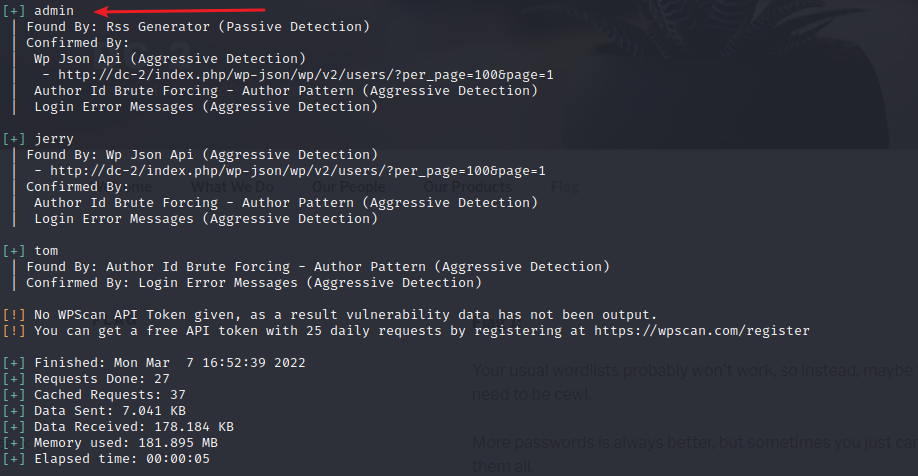 [+] admin
| Found By: Rss Generator (Passive Detection)
| Confirmed By:
|  Wp Json Api (Aggressive Detection)
|   - http://dc-2/index.php/wp-json/wp/v2/users/?per_page=100&page=1
|  Author Id Brute Forcing - Author Pattern (Aggressive Detection)
|  Login Error Messages (Aggressive Detection)
[+] jerry
| Found By: Wp Json Api (Aggressive Detection)
|  - http://dc-2/index.php/wp-json/wp/v2/users/?per_page=100&page=1
| Confirmed By:
What We Do Our People Our Products Flag
|  Author Id Brute Forcing - Author Pattern (Aggressive Detection)
|  Login Error Messages (Aggressive Detection)
[+] tom
| Found By: Author Id Brute Forcing - Author Pattern (Aggressive Detection)
| Confirmed By: Login Error Messages (Aggressive Detection)
[!] No WPScan API Token given, as a result vulnerability data has not been output.
[!] You can get a free API token with 25 daily requests by registering at https://wpscan.com/register
[+] Finished: Mon Mar  7 16:52:39 2022
[+] Requests Done: 27
[+] Cached Requests: 37
[+] Data Sent: 7.041 KB
[+] Data Received: 178.184 KB
[+] Memory used: 181.895 MB
[+] Elapsed time: 00:00:05
Your usual wordlists probably won't work, so instead, maybe
need to be cewl.
More passwords is always better, but sometimes you just
them all.